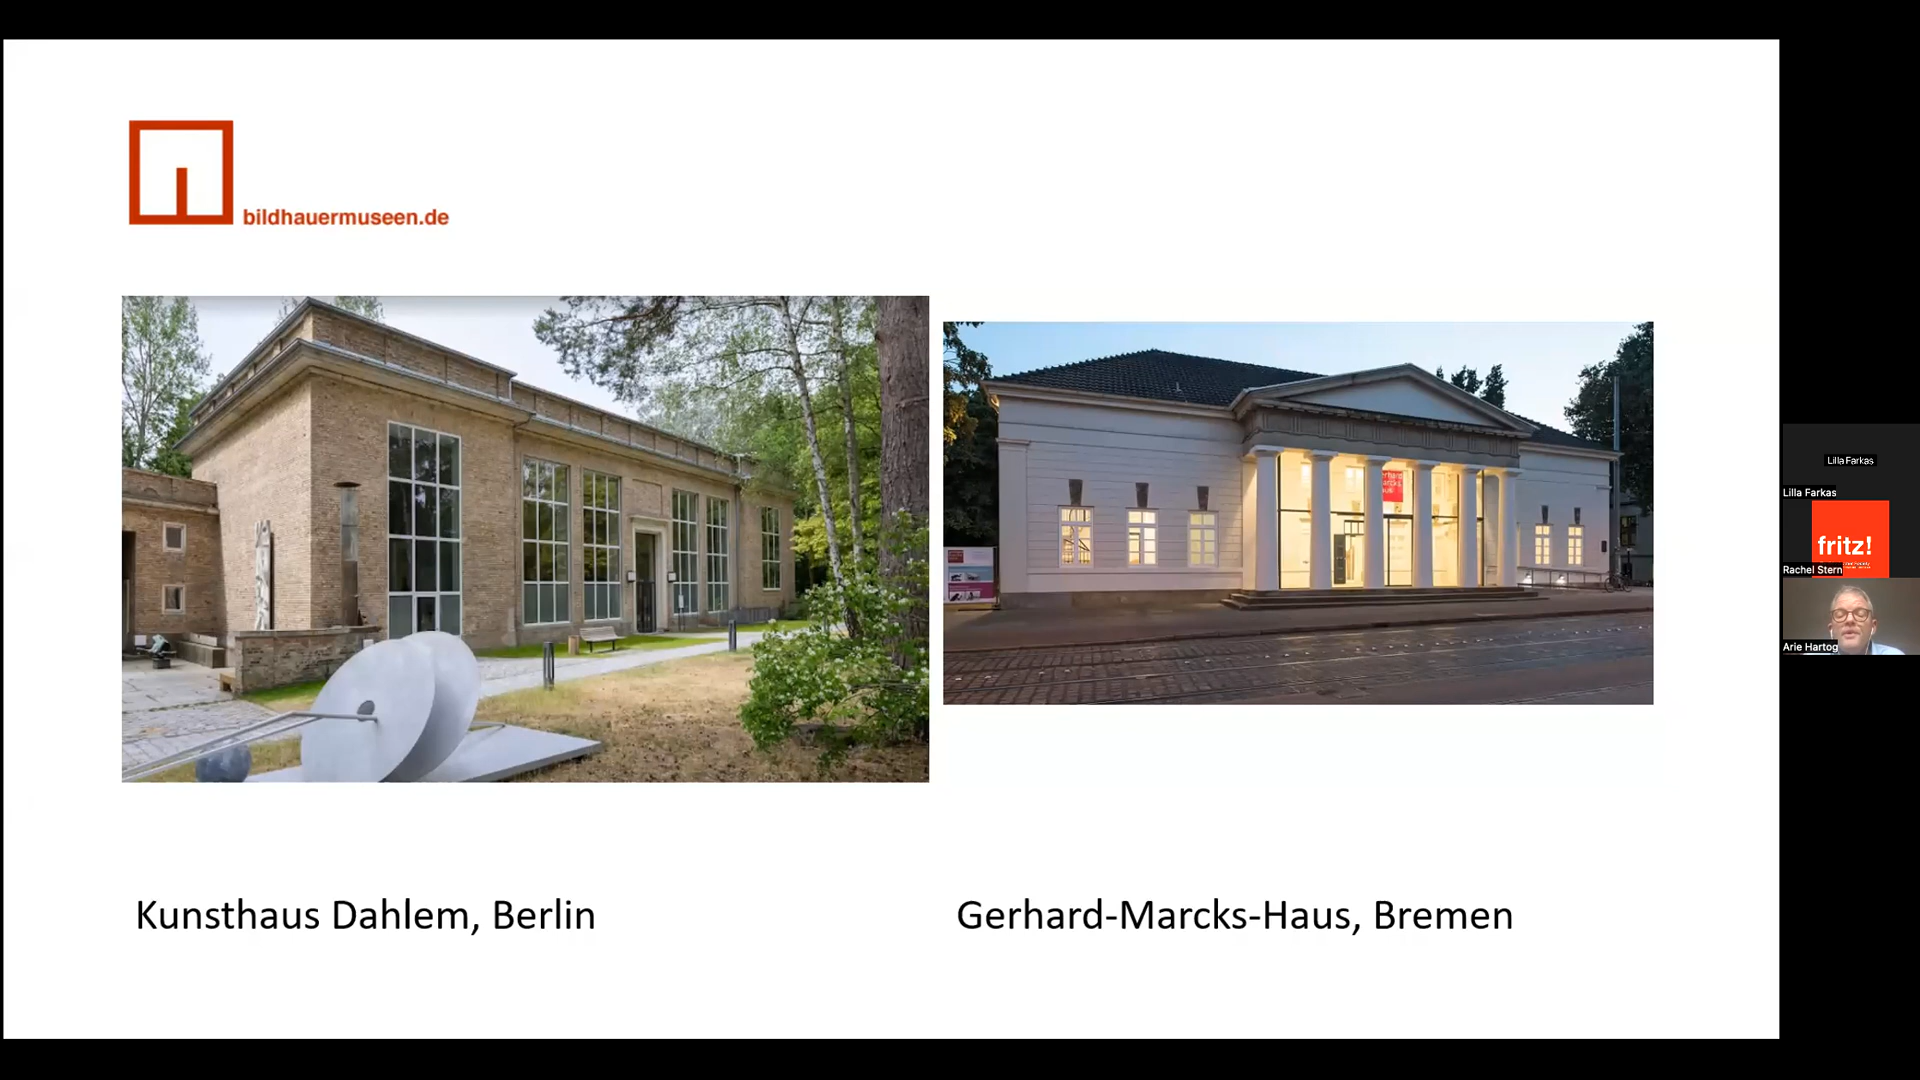 bildhauermuseen.de
Kunsthaus Dahlem, Berlin
Gerhard-Marcks-Haus, Bremen
Lilla Farkas
Lilla Farkas
fritz!
Rachel Stern
Arie Hartog